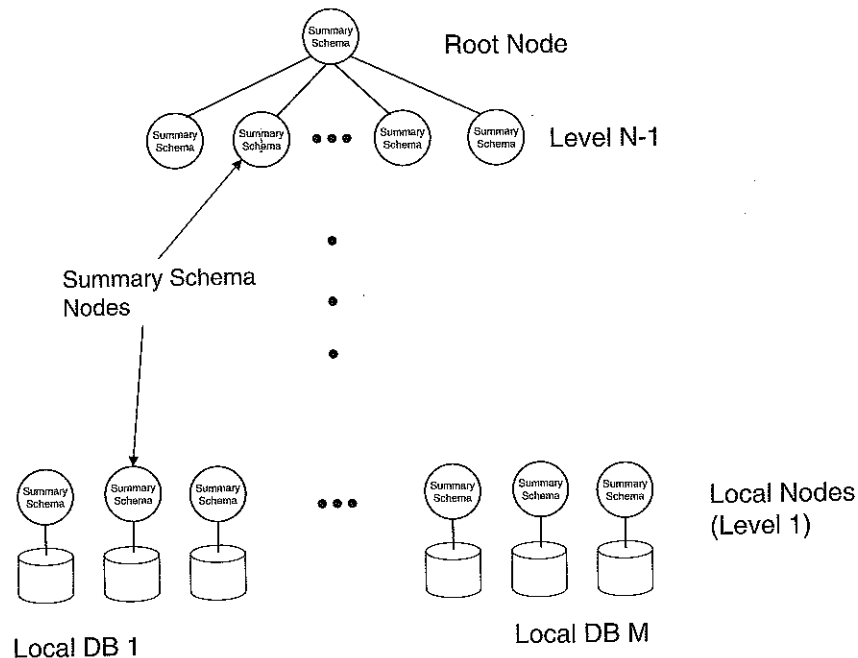 Summary
Schema
Root Node
Summary
Schema
Summary
Schema
Summary
Schema
Summary
Schema
Level N-1
Summary Schema
Nodes
Summary
Schema
Summary
Schema
Summary
Schema
Summary
Schema
Summary
Schema
Summary
Schema
Local Nodes
(Level 1)
Local DB 1
Local DB M